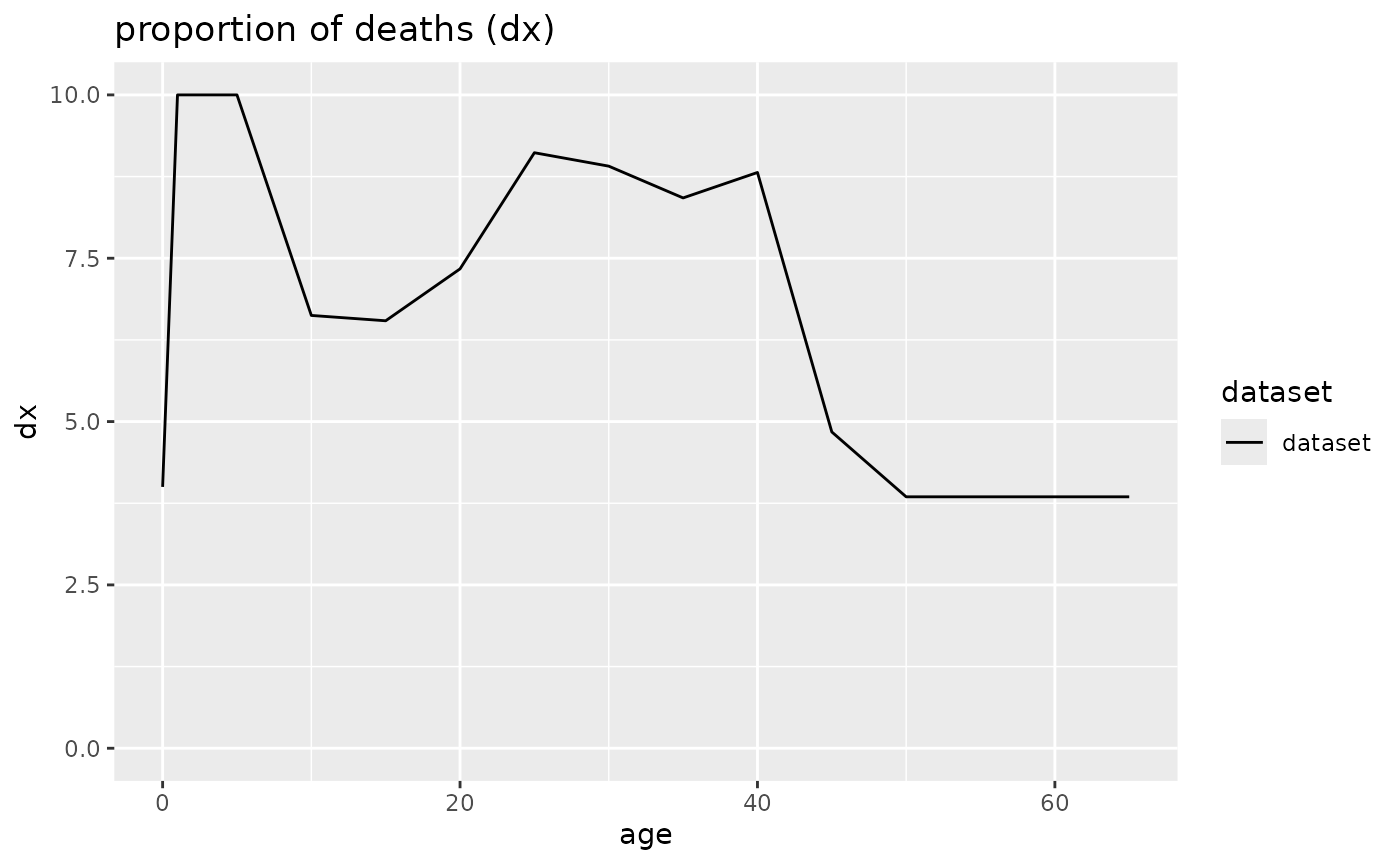 proportion of deaths (dx)
10.0
7.5
5.0
2.5
0.0
dx
0 20 40 60
age
dataset
dataset